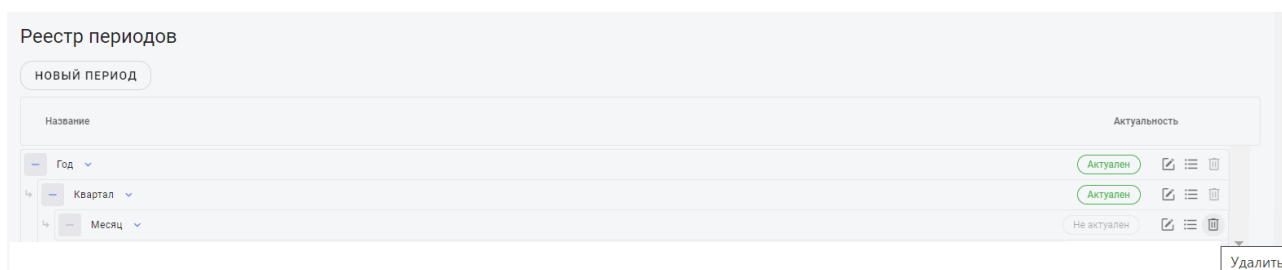 Реестр периодов
НОВЫЙ ПЕРИОД
Название Актуальность
Год Актуален
Квартал Актуален
Месяц Не актуален
Удалить